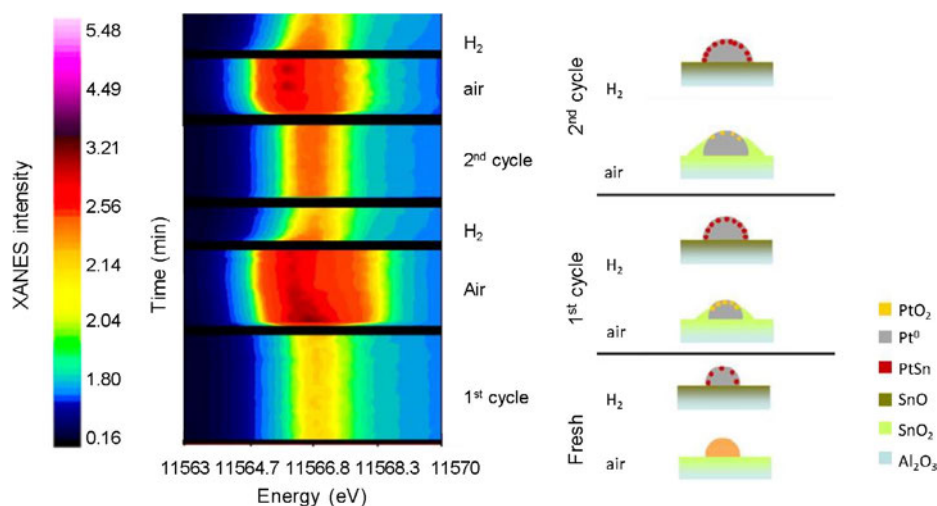 XANES intensity
5.48
4.49
3.21
2.56
2.14
2.04
1.80
0.16
Time (min)
H2
air
2nd cycle
H2
Air
1st cycle
11563 11564.7 11566.8 11568.3 11570
Energy (eV)
2nd cycle
H2
air
1st cycle
H2
air
Fresh
H2
air
PtO2
Pt0
PtSn
SnO
SnO2
Al2O3